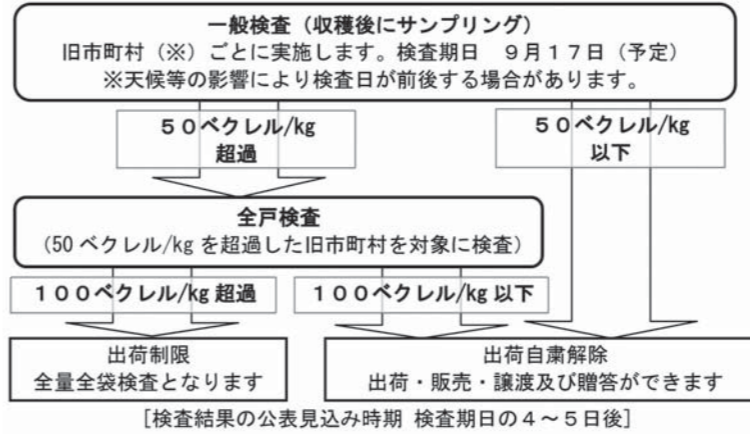 一般検査（収穫後にサンプリング）
旧市町村（※）ごとに実施します。検査期日　９月１７日（予定）
※天候等の影響により検査日が前後する場合があります。
５０ベクレル/kg
超過
５０ベクレル/kg
以下
全戸検査
（50 ベクレル/kg を超過した旧市町村を対象に検査）
１００ベクレル/kg 超過
１００ベクレル/kg 以下
出荷制限
全量全袋検査となります
出荷自粛解除
出荷・販売・譲渡及び贈答ができます
［検査結果の公表見込み時期 検査期日の４～５日後］